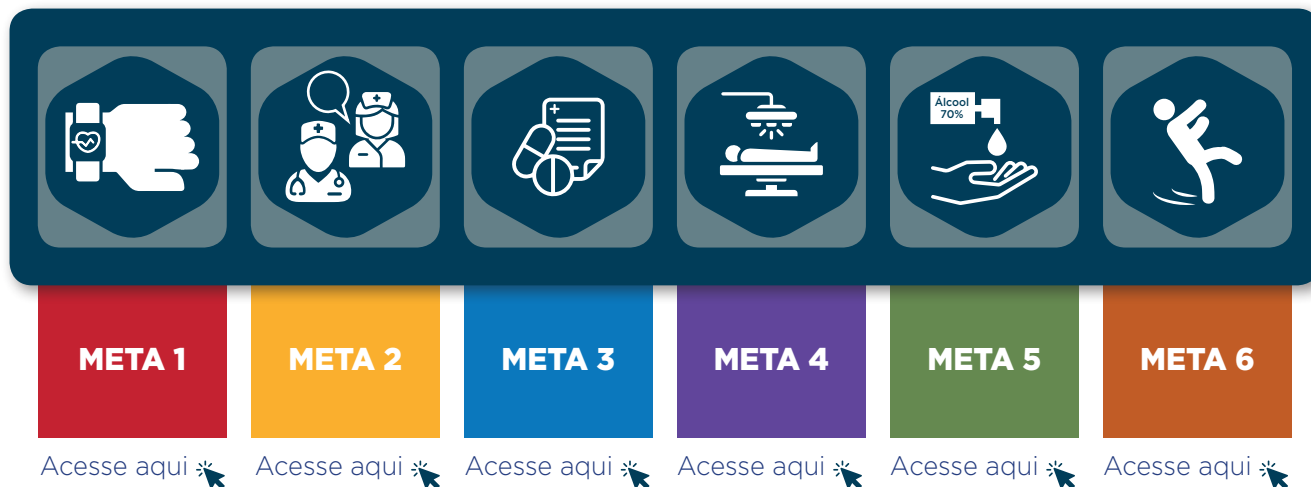 Álcool
70%
META 1
META 2
META 3
META 4
META 5
META 6
Acesse aqui
Acesse aqui
Acesse aqui
Acesse aqui
Acesse aqui
Acesse aqui